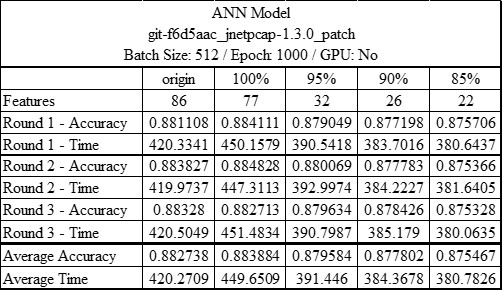 ANN Model
git-f6d5aac_jnetpcap-1.3.0_patch
Batch Size: 512 / Epoch: 1000 / GPU: No
origin 100% 95% 90% 85%
Features 86 77 32 26 22
Round 1 - Accuracy 0.881108 0.884111 0.879049 0.877198 0.875706
Round 1 - Time 420.3341 450.1579 390.5418 383.7016 380.6437
Round 2 - Accuracy 0.883827 0.884828 0.880069 0.877783 0.875366
Round 2 - Time 419.9737 447.3113 392.9974 384.2227 381.6405
Round 3 - Accuracy 0.88328 0.882713 0.879634 0.878426 0.875328
Round 3 - Time 420.5049 451.4834 390.7987 385.179 380.0635
Average Accuracy 0.882738 0.883884 0.879584 0.877802 0.875467
Average Time 420.2709 449.6509 391.446 384.3678 380.7826